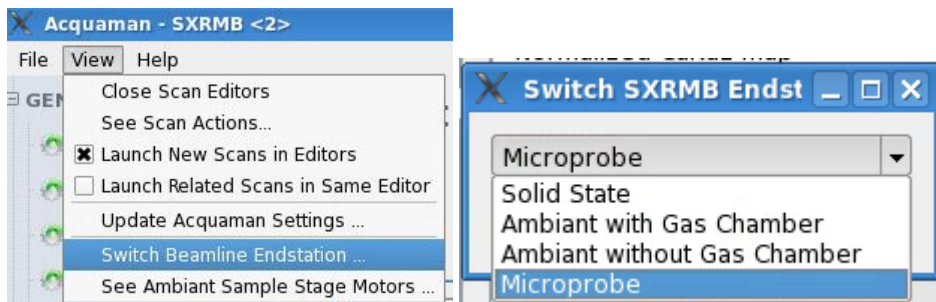 Acquaman - SXRMB <2>
File View Help
Close Scan Editors
See Scan Actions...
Launch New Scans in Editors
Launch Related Scans in Same Editor
Update Acquaman Settings ...
Switch Beamline Endstation ...
See Ambiant Sample Stage Motors ...
Switch SXRMB Endst
Microprobe
Solid State
Ambiant with Gas Chamber
Ambiant without Gas Chamber
Microprobe